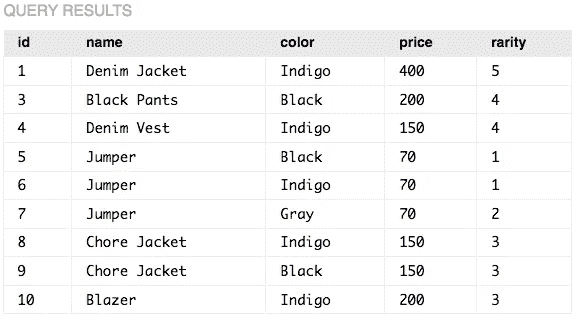 QUERY RESULTS
id name color price rarity
1 Denim Jacket Indigo 400 5
3 Black Pants Black 200 4
4 Denim Vest Indigo 150 4
5 Jumper Black 70 1
6 Jumper Indigo 70 1
7 Jumper Gray 70 2
8 Chore Jacket Indigo 150 3
9 Chore Jacket Black 150 3
10 Blazer Indigo 200 3